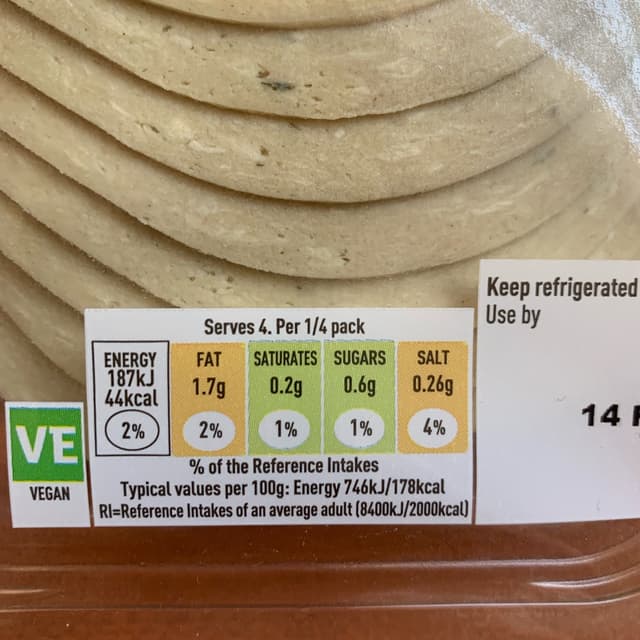 Keep refrigerated
Use by
14
Serves 4. Per 1/4 pack
ENERGY
187kJ
44kcal
2%
FAT
1.7g
2%
SATURATES
0.2g
1%
SUGARS
0.6g
1%
SALT
0.26g
4%
% of the Reference Intakes
Typical values per 100g: Energy 746kJ/178kcal
RI=Reference Intakes of an average adult (8400kJ/2000kcal)
VE
VEGAN